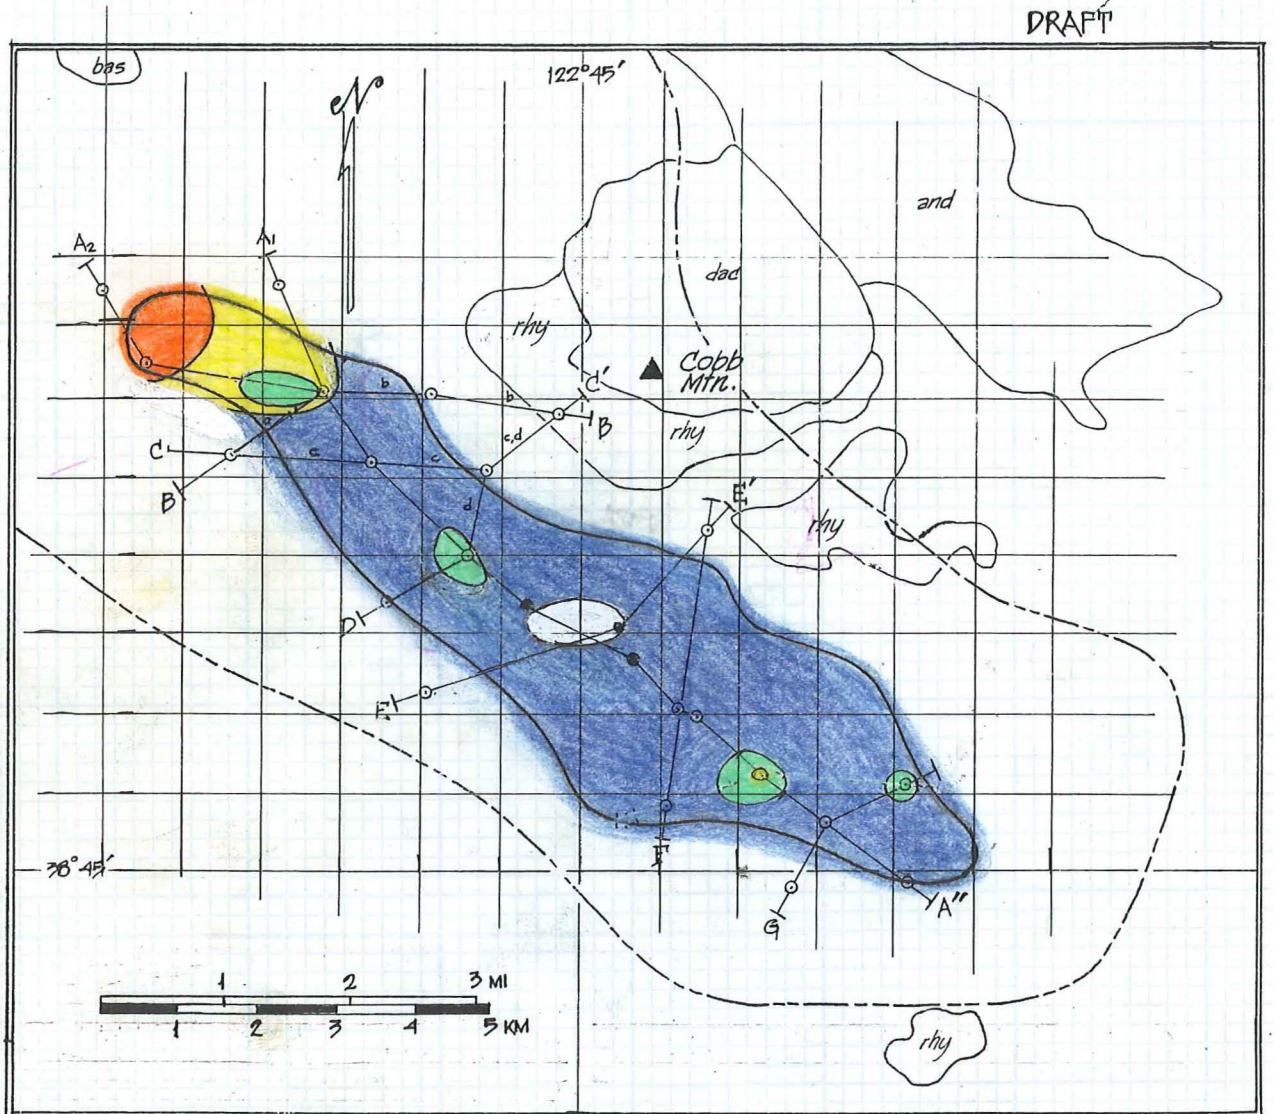 DRAFT
bas
122°45'
N
A2
A1
and
dac
rhy
Cobb
Mtn.
C'
b
b
B
rhy
c,d
a
C
c
c
B
d
E'
rhy
D
E
F
38°45'
A"
G
1 2 3 MI
1 2 3 4 5 KM
rhy